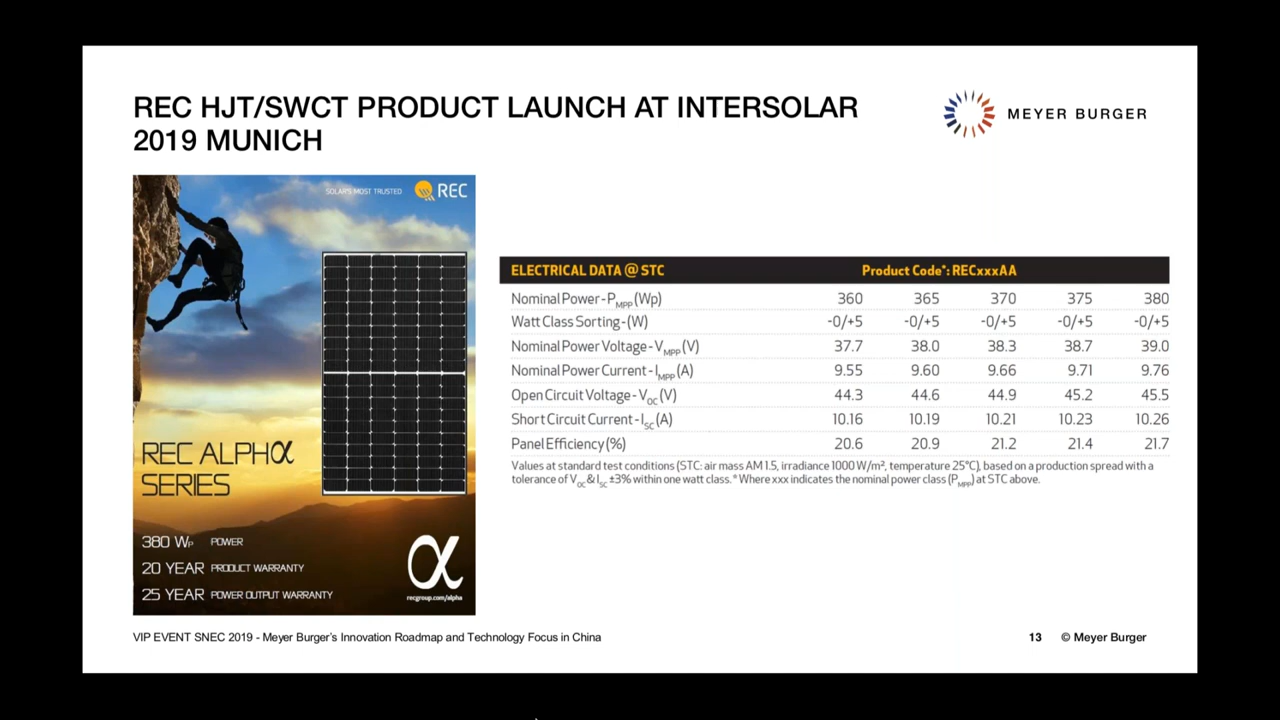 REC HJT/SWCT PRODUCT LAUNCH AT INTERSOLAR
2019 MUNICH
MEYER BURGER
SOLAR'S MOST TRUSTED
REC
REC ALPHα
SERIES
380 WP POWER
20 YEAR PRODUCT WARRANTY
25 YEAR POWER OUTPUT WARRANTY
α
recgroup.com/alpha
ELECTRICAL DATA @ STC Product Code*: RECxxxAA
Nominal Power - PMPP (Wp) 360 365 370 375 380
Watt Class Sorting - (W) -0/+5 -0/+5 -0/+5 -0/+5 -0/+5
Nominal Power Voltage - VMPP (V) 37.7 38.0 38.3 38.7 39.0
Nominal Power Current - IMPP (A) 9.55 9.60 9.66 9.71 9.76
Open Circuit Voltage - VOC (V) 44.3 44.6 44.9 45.2 45.5
Short Circuit Current - ISC (A) 10.16 10.19 10.21 10.23 10.26
Panel Efficiency (%) 20.6 20.9 21.2 21.4 21.7
Values at standard test conditions (STC: air mass AM 1.5, irradiance 1000 W/m², temperature 25°C), based on a production spread with a
tolerance of VOC & ISC ±3% within one watt class. * Where xxx indicates the nominal power class (PMPP) at STC above.
VIP EVENT SNEC 2019 - Meyer Burger's Innovation Roadmap and Technology Focus in China
13 © Meyer Burger